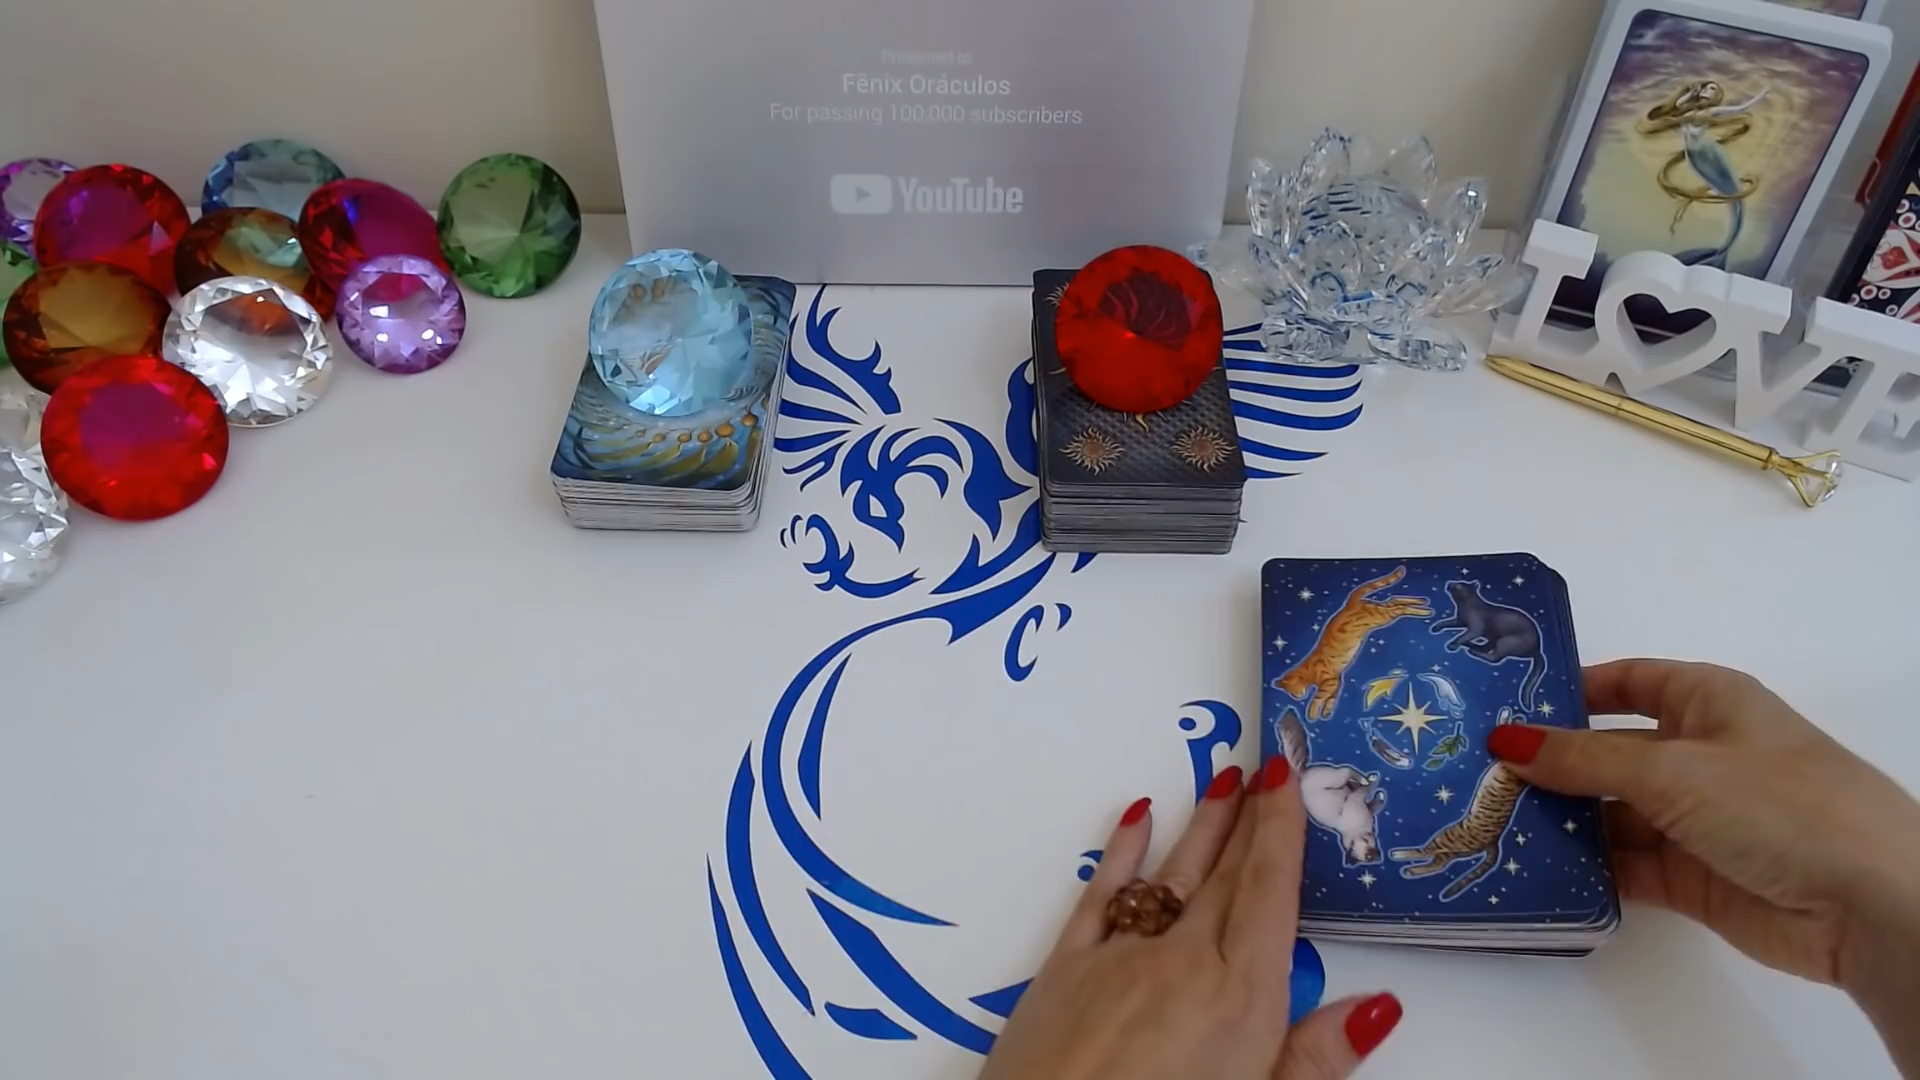 Presented to
Fênix Oráculos
For passing 100,000 subscribers
YouTube
LOVE